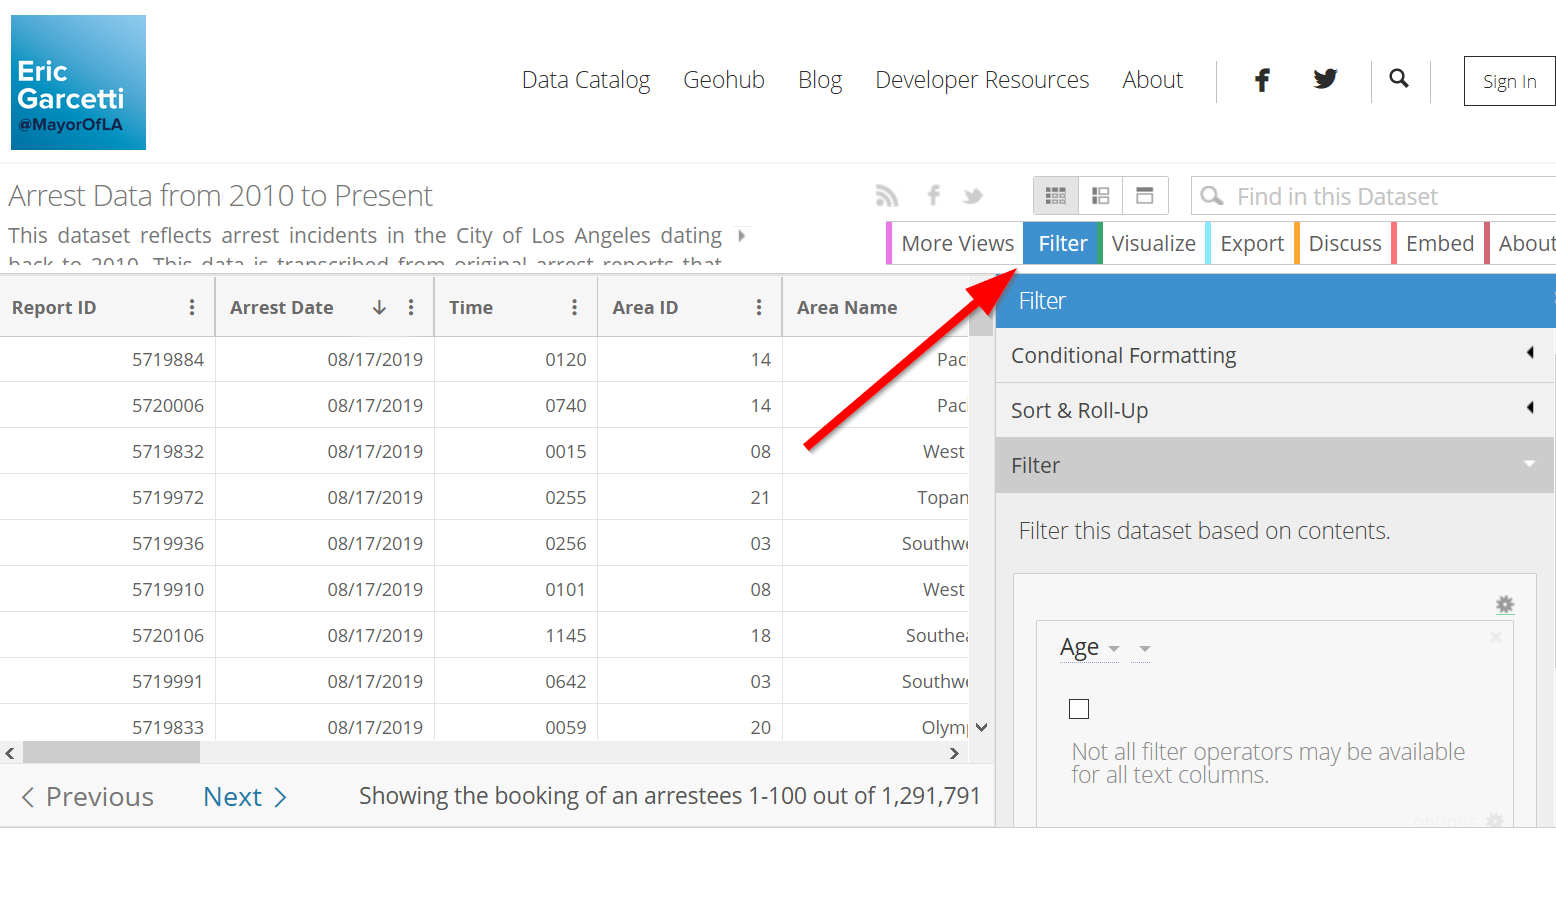 Eric
Garcetti
@MayorOfLA
Data Catalog Geohub Blog Developer Resources About Sign In
Arrest Data from 2010 to Present
Find in this Dataset
This dataset reflects arrest incidents in the City of Los Angeles dating
back to 2010. This data is transcribed from original arrest reports that
More Views Filter Visualize Export Discuss Embed About
Report ID Arrest Date Time Area ID Area Name
5719884 08/17/2019 0120 14 Paci
5720006 08/17/2019 0740 14 Paci
5719832 08/17/2019 0015 08 West
5719972 08/17/2019 0255 21 Topan
5719936 08/17/2019 0256 03 Southwe
5719910 08/17/2019 0101 08 West
5720106 08/17/2019 1145 18 Southea
5719991 08/17/2019 0642 03 Southwe
5719833 08/17/2019 0059 20 Olymp
Previous Next Showing the booking of an arrestees 1-100 out of 1,291,791
Filter
Conditional Formatting
Sort & Roll-Up
Filter
Filter this dataset based on contents.
Age
Not all filter operators may be available
for all text columns.
options